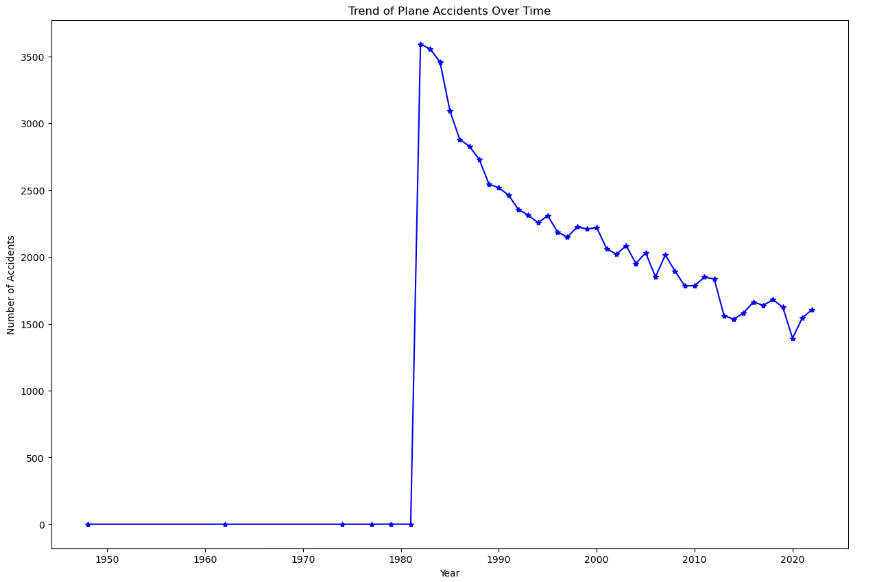 Trend of Plane Accidents Over Time
3500
3000
2500
2000
1500
1000
500
0
Number of Accidents
1950 1960 1970 1980 1990 2000 2010 2020
Year